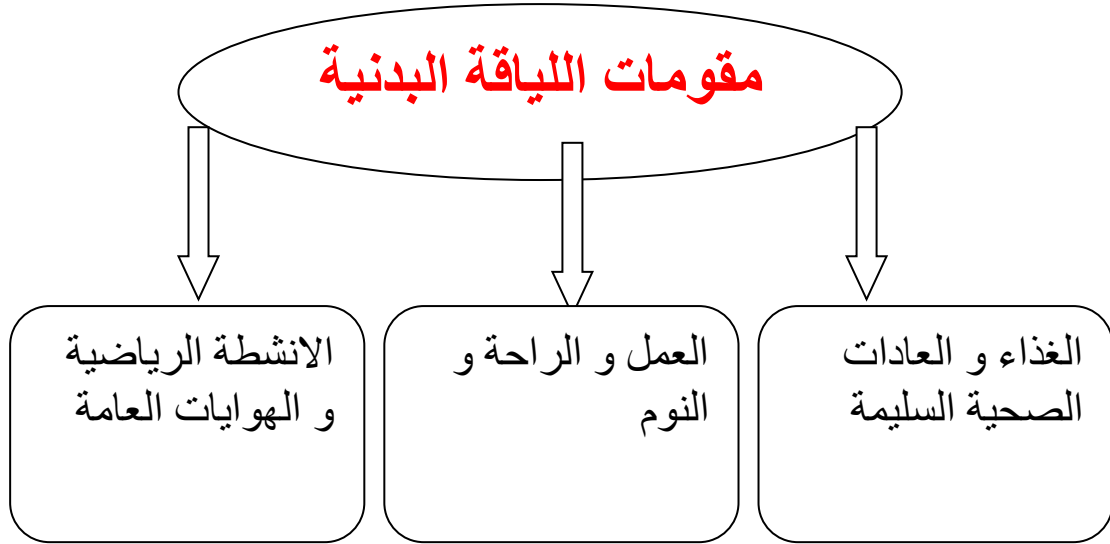 مقومات اللياقة البدنية
الغذاء و العادات
الصحية السليمة
العمل و الراحة و
النوم
الانشطة الرياضية
و الهوايات العامة